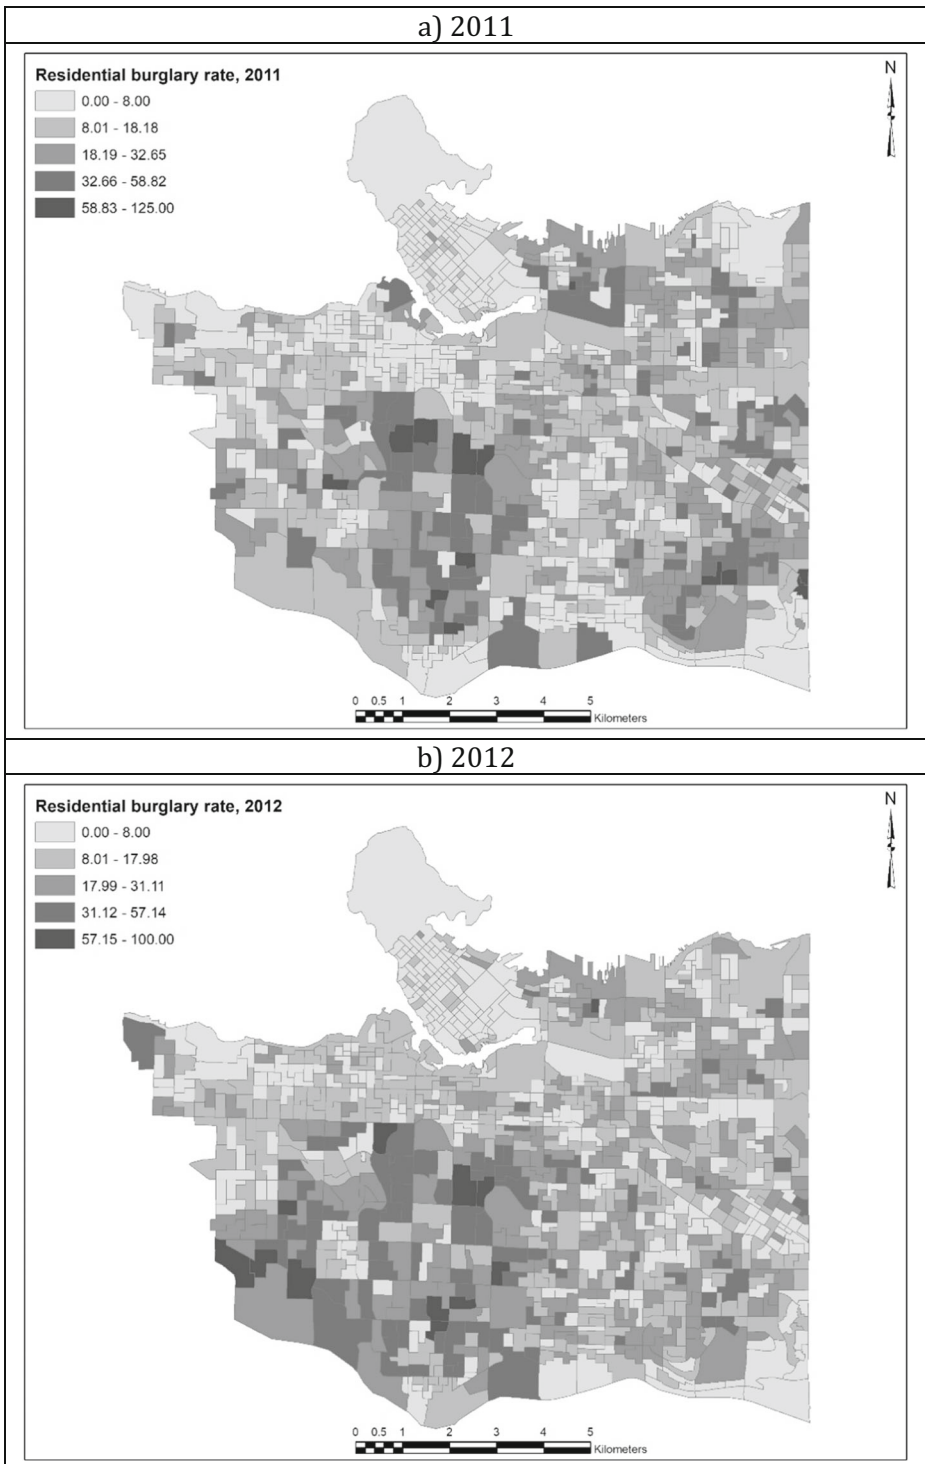 a) 2011
Residential burglary rate, 2011
0.00 - 8.00
8.01 - 18.18
18.19 - 32.65
32.66 - 58.82
58.83 - 125.00
N
0 0.5 1 2 3 4 5
Kilometers
b) 2012
Residential burglary rate, 2012
0.00 - 8.00
8.01 - 17.98
17.99 - 31.11
31.12 - 57.14
57.15 - 100.00
N
0 0.5 1 2 3 4 5
Kilometers